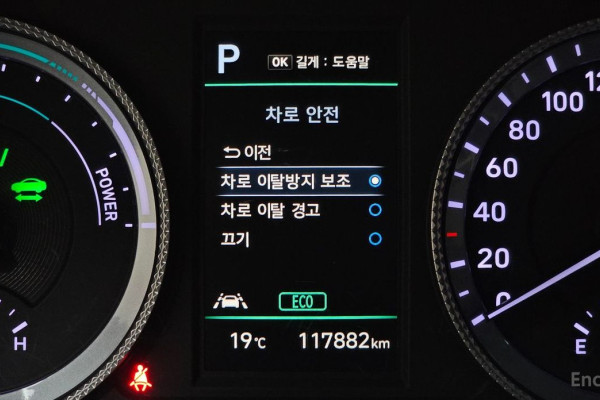 P
OK 길게 : 도움말
차로 안전
이전
차로 이탈방지 보조
차로 이탈 경고
끄기
ECO
19℃ 117882km
POWER
H
100
80
60
40
20
0
E